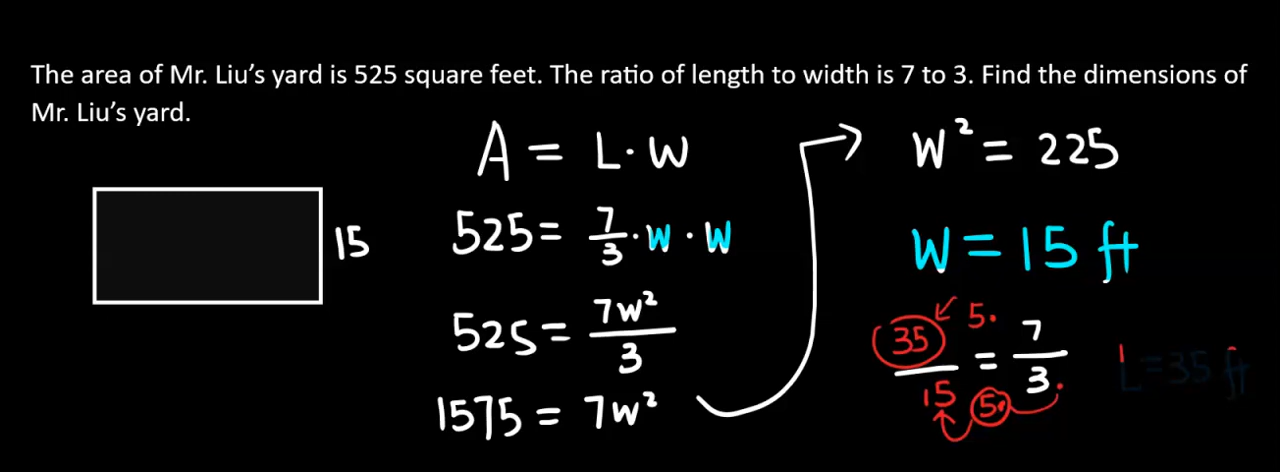 The area of Mr. Liu’s yard is 525 square feet. The ratio of length to width is 7 to 3. Find the dimensions of
Mr. Liu’s yard.
15
A = L·W
525 = 7/3 · W · W
525 = 7W²/3
1575 = 7W²
W² = 225
W = 15 ft
35/15 = 7/3
5·
5·
L=35 ft